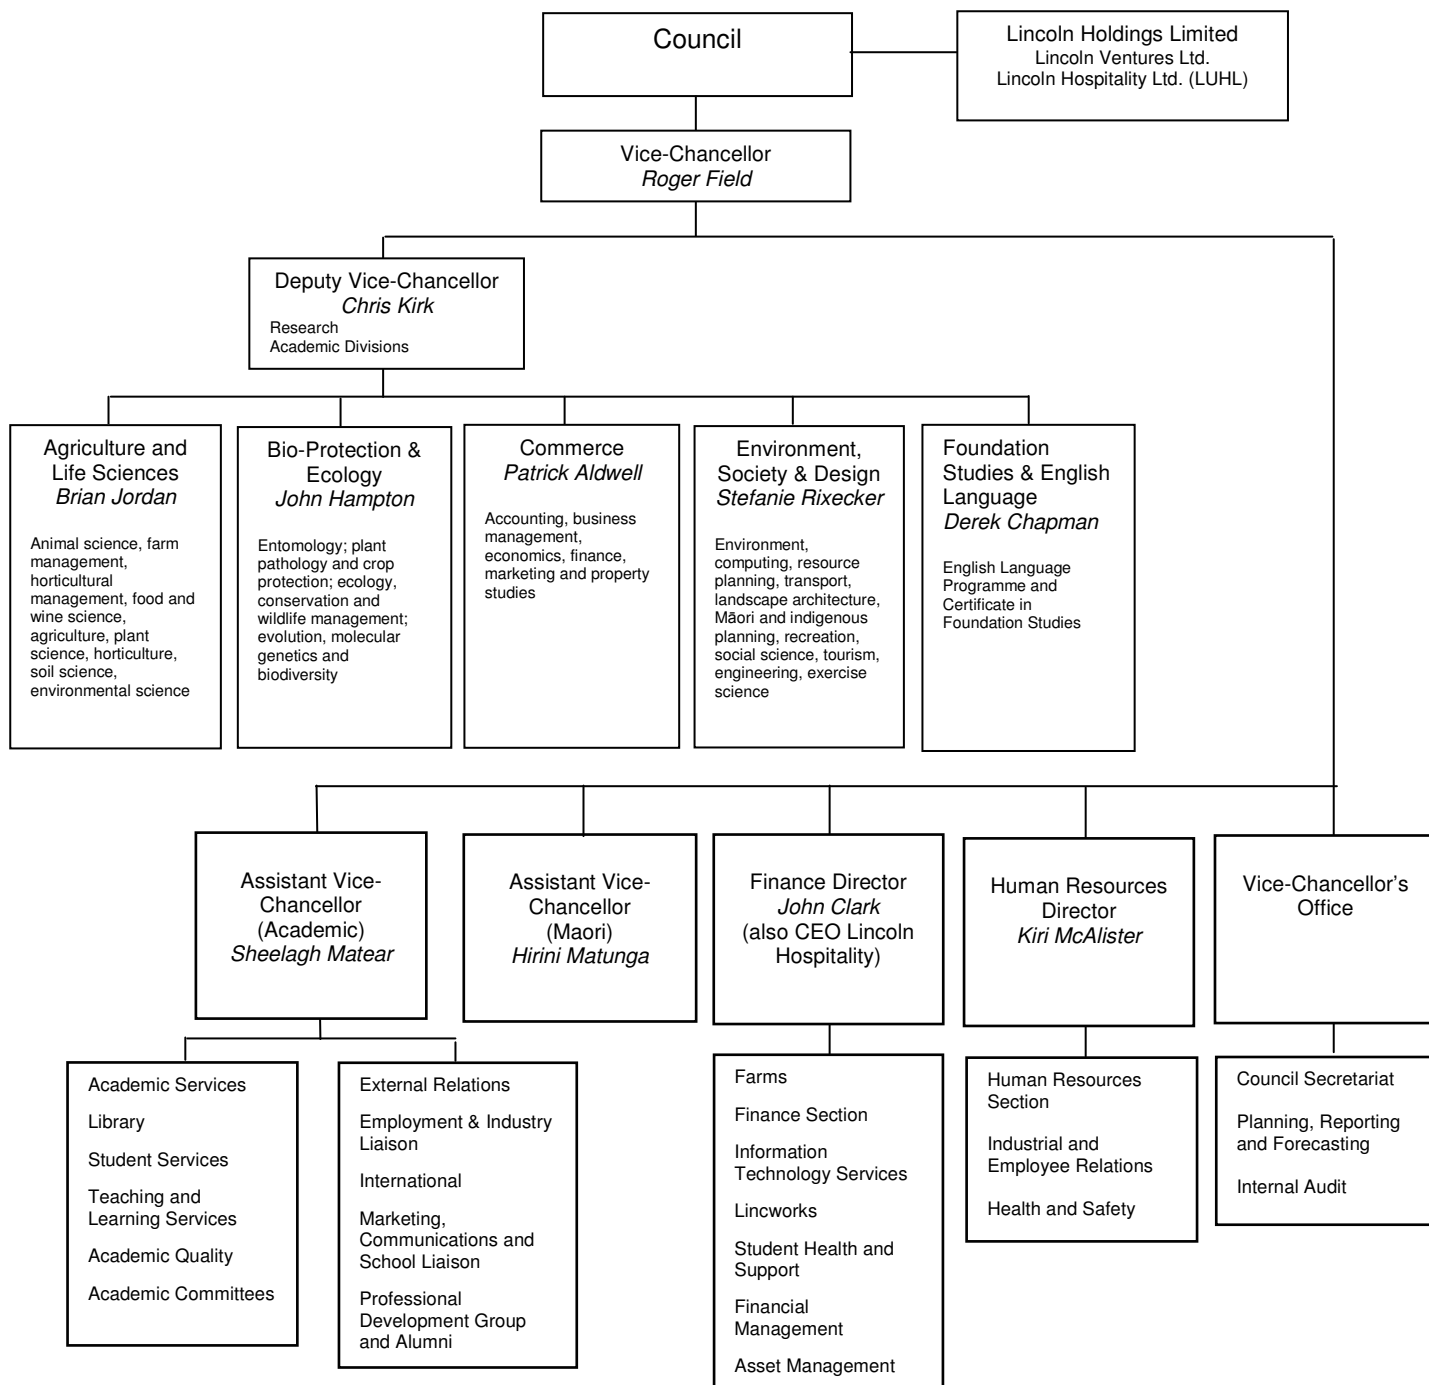 Council
Lincoln Holdings Limited
Lincoln Ventures Ltd.
Lincoln Hospitality Ltd. (LUHL)
Vice-Chancellor
Roger Field
Deputy Vice-Chancellor
Chris Kirk
Research
Academic Divisions
Agriculture and
Life Sciences
Brian Jordan
Animal science, farm
management,
horticultural
management, food and
wine science,
agriculture, plant
science, horticulture,
soil science,
environmental science
Bio-Protection &
Ecology
John Hampton
Entomology; plant
pathology and crop
protection; ecology,
conservation and
wildlife management;
evolution, molecular
genetics and
biodiversity
Commerce
Patrick Aldwell
Accounting, business
management,
economics, finance,
marketing and property
studies
Environment,
Society & Design
Stefanie Rixecker
Environment,
computing, resource
planning, transport,
landscape architecture,
Māori and indigenous
planning, recreation,
social science, tourism,
engineering, exercise
science
Foundation
Studies & English
Language
Derek Chapman
English Language
Programme and
Certificate in
Foundation Studies
Assistant Vice-
Chancellor
(Academic)
Sheelagh Matear
Assistant Vice-
Chancellor
(Maori)
Hirini Matunga
Finance Director
John Clark
(also CEO Lincoln
Hospitality)
Human Resources
Director
Kiri McAlister
Vice-Chancellor's
Office
Academic Services
Library
Student Services
Teaching and
Learning Services
Academic Quality
Academic Committees
External Relations
Employment & Industry
Liaison
International
Marketing,
Communications and
School Liaison
Professional
Development Group
and Alumni
Farms
Finance Section
Information
Technology Services
Lincworks
Student Health and
Support
Financial
Management
Asset Management
Human Resources
Section
Industrial and
Employee Relations
Health and Safety
Council Secretariat
Planning, Reporting
and Forecasting
Internal Audit